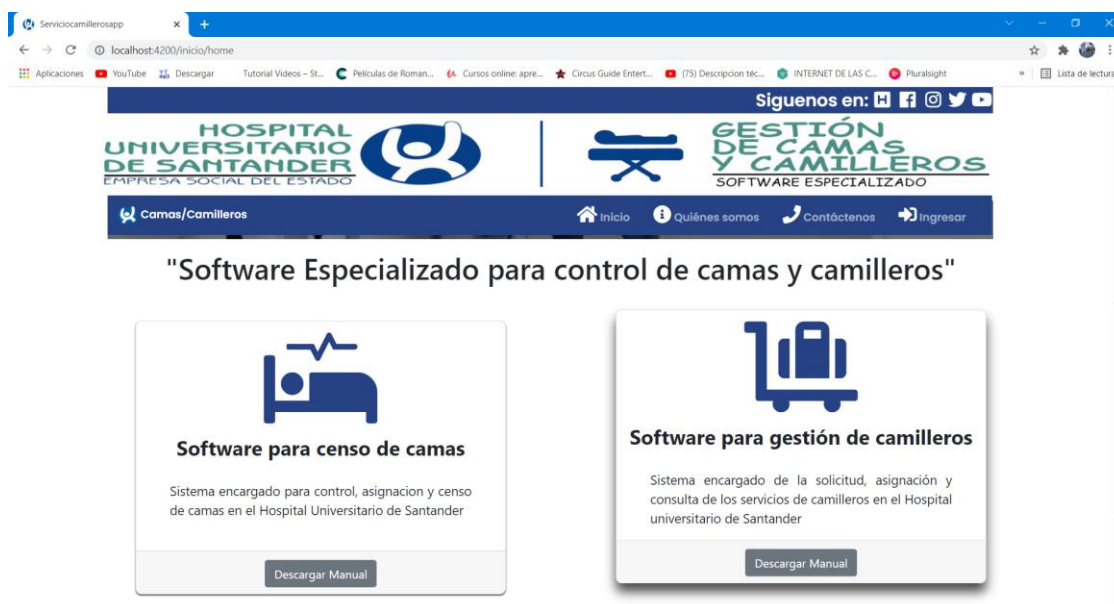 Serviciocamillerosapp
localhost:4200/inicio/home
Aplicaciones YouTube Descargar Tutorial Videos – St... Películas de Roman... Cursos online: apre... Circus Guide Entert... (75) Descripcion téc... INTERNET DE LAS C... Pluralsight » Lista de lectura
Siguenos en:
HOSPITAL
UNIVERSITARIO
DE SANTANDER
EMPRESA SOCIAL DEL ESTADO
GESTIÓN
DE CAMAS
Y CAMILLEROS
SOFTWARE ESPECIALIZADO
Camas/Camilleros Inicio Quiénes somos Contáctenos Ingresar
"Software Especializado para control de camas y camilleros"
Software para censo de camas
Sistema encargado para control, asignacion y censo
de camas en el Hospital Universitario de Santander
Descargar Manual
Software para gestión de camilleros
Sistema encargado de la solicitud, asignación y
consulta de los servicios de camilleros en el Hospital
universitario de Santander
Descargar Manual